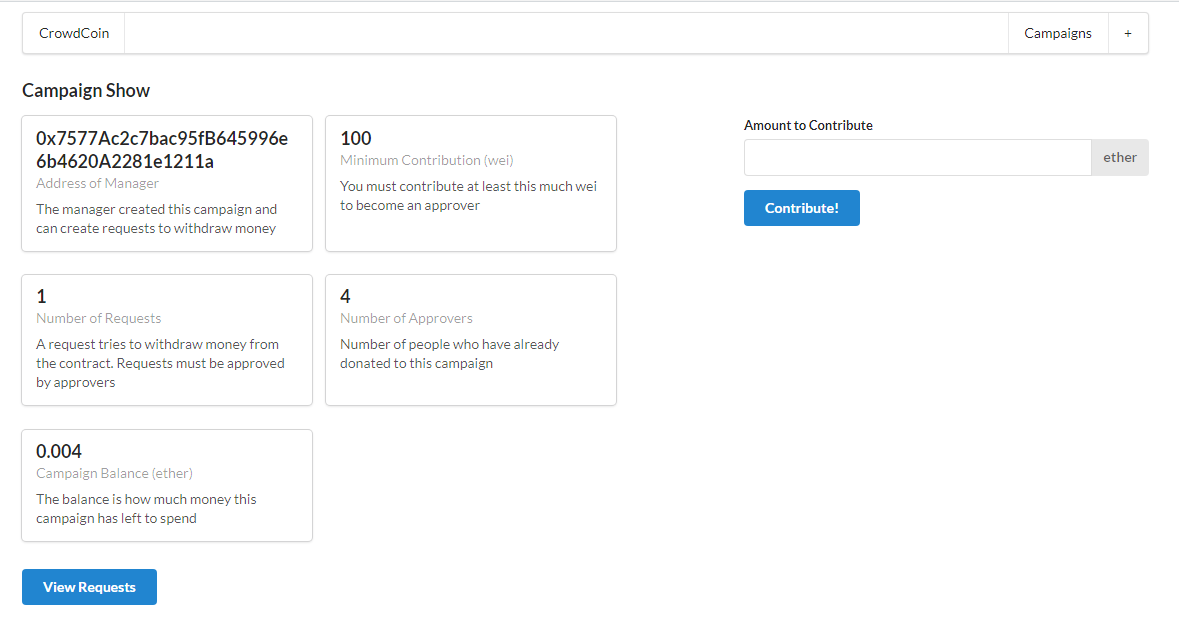 CrowdCoin
Campaigns
+
Campaign Show
0x7577Ac2c7bac95fB645996e
6b4620A2281e1211a
Address of Manager
The manager created this campaign and
can create requests to withdraw money
100
Minimum Contribution (wei)
You must contribute at least this much wei
to become an approver
1
Number of Requests
A request tries to withdraw money from
the contract. Requests must be approved
by approvers
4
Number of Approvers
Number of people who have already
donated to this campaign
0.004
Campaign Balance (ether)
The balance is how much money this
campaign has left to spend
View Requests
Amount to Contribute
ether
Contribute!